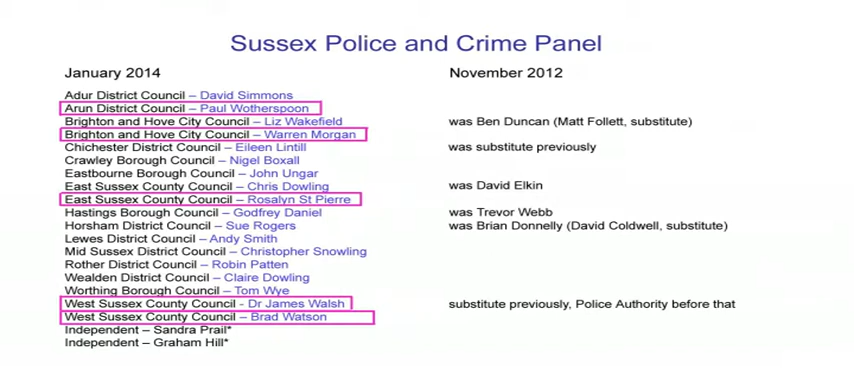 Sussex Police and Crime Panel
January 2014 November 2012
Adur District Council – David Simmons
Arun District Council – Paul Wotherspoon
Brighton and Hove City Council – Liz Wakefield was Ben Duncan (Matt Follett, substitute)
Brighton and Hove City Council – Warren Morgan
Chichester District Council – Eileen Lintill was substitute previously
Crawley Borough Council – Nigel Boxall
Eastbourne Borough Council – John Ungar
East Sussex County Council – Chris Dowling was David Elkin
East Sussex County Council – Rosalyn St Pierre
Hastings Borough Council – Godfrey Daniel was Trevor Webb
Horsham District Council – Sue Rogers was Brian Donnelly (David Coldwell, substitute)
Lewes District Council – Andy Smith
Mid Sussex District Council – Christopher Snowling
Rother District Council – Robin Patten
Wealden District Council – Claire Dowling
Worthing Borough Council – Tom Wye
West Sussex County Council - Dr James Walsh substitute previously, Police Authority before that
West Sussex County Council – Brad Watson
Independent – Sandra Prail*
Independent – Graham Hill*